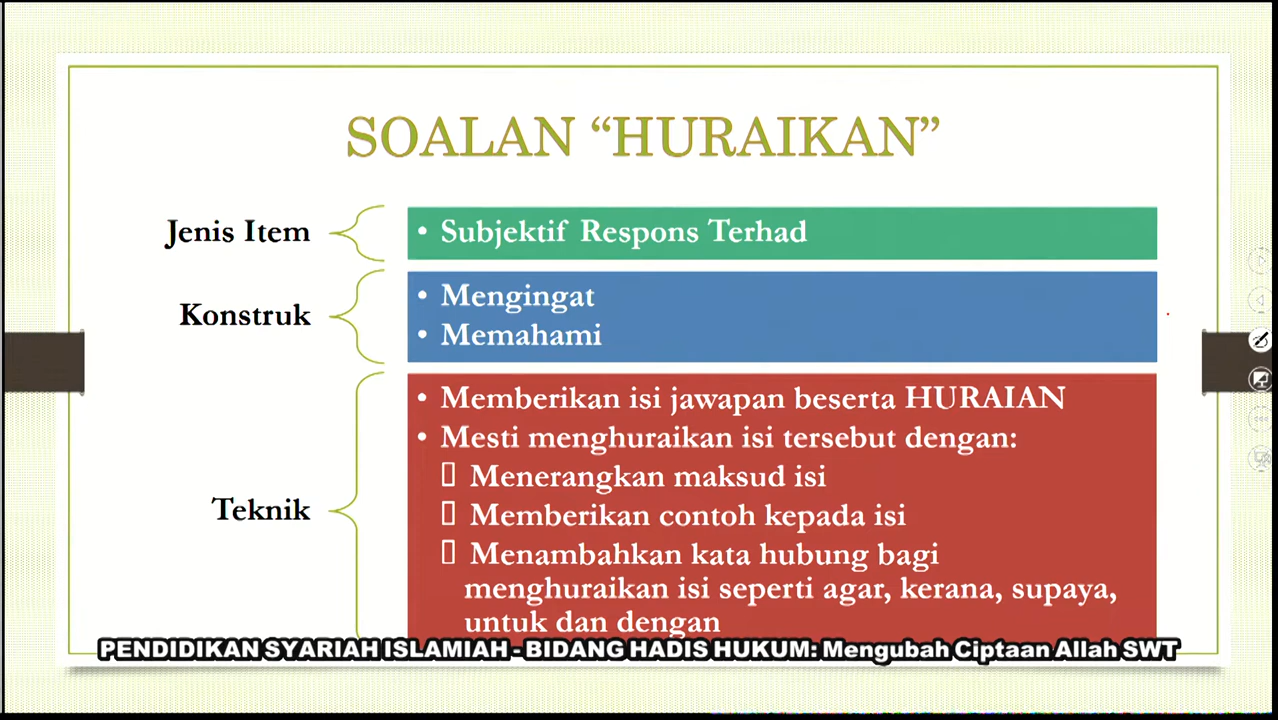 SOALAN “HURAIKAN”
Jenis Item
• Subjektif Respons Terhad
Konstruk
• Mengingat
• Memahami
Teknik
• Memberikan isi jawapan beserta HURAIAN
• Mesti menghuraikan isi tersebut dengan:
▯ Menerangkan maksud isi
▯ Memberikan contoh kepada isi
▯ Menambahkan kata hubung bagi
menghuraikan isi seperti agar, kerana, supaya,
untuk dan dengan
PENDIDIKAN SYARIAH ISLAMIAH - BIDANG HADIS HUKUM: Mengubah Ciptaan Allah SWT